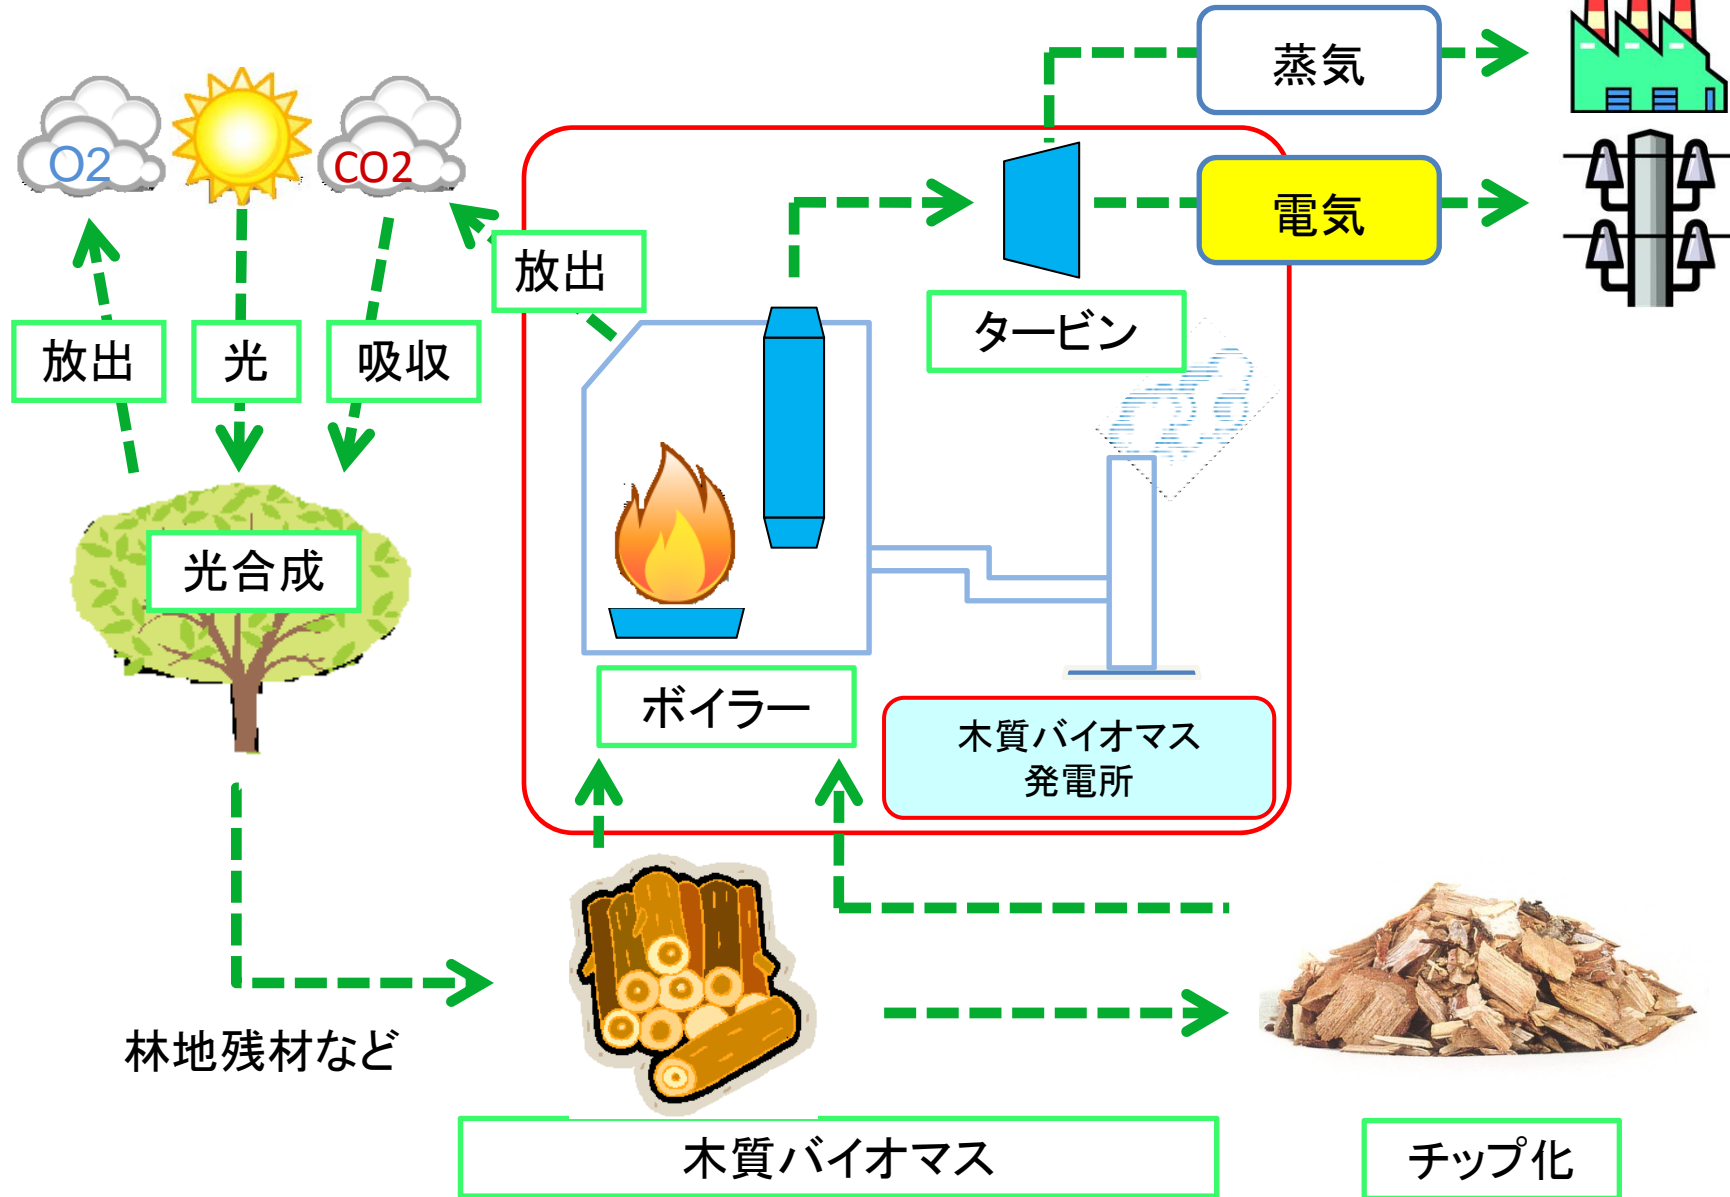 蒸気
O2
CO2
電気
放出
タービン
放出
光
吸収
光合成
ボイラー
木質バイオマス
発電所
林地残材など
木質バイオマス
チップ化